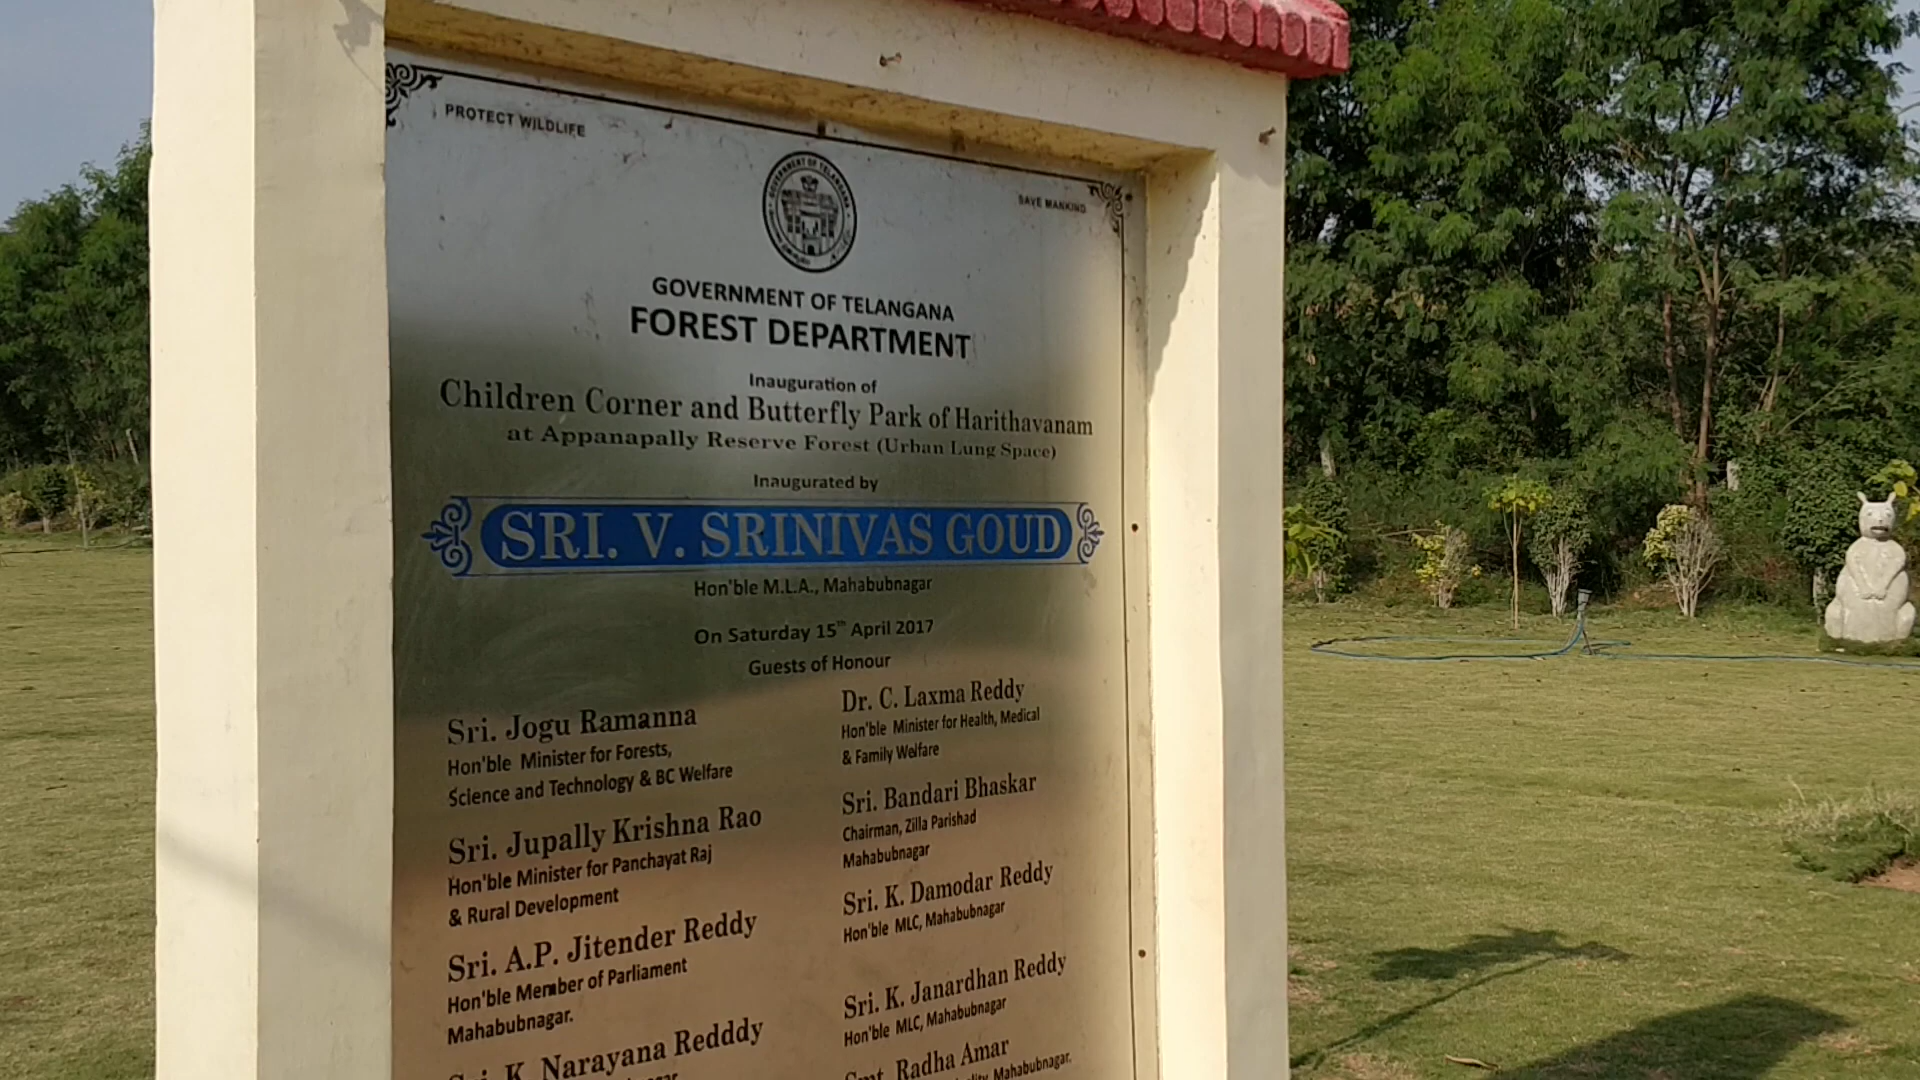 PROTECT WILDLIFE
SAVE MANKIND
GOVERNMENT OF TELANGANA
GOVERNMENT OF TELANGANA
FOREST DEPARTMENT
Inauguration of
Children Corner and Butterfly Park of Harithavanam
at Appanapally Reserve Forest (Urban Lung Space)
Inaugurated by
SRI. V. SRINIVAS GOUD
Hon'ble M.L.A., Mahabubnagar
On Saturday 15th April 2017
Guests of Honour
Sri. Jogu Ramanna
Hon'ble Minister for Forests,
Science and Technology & BC Welfare
Sri. Jupally Krishna Rao
Hon'ble Minister for Panchayat Raj
& Rural Development
Sri. A.P. Jitender Reddy
Hon'ble Member of Parliament
Mahabubnagar.
Sri. K. Narayana Redddy
Dr. C. Laxma Reddy
Hon'ble Minister for Health, Medical
& Family Welfare
Sri. Bandari Bhaskar
Chairman, Zilla Parishad
Mahabubnagar
Sri. K. Damodar Reddy
Hon'ble MLC, Mahabubnagar
Sri. K. Janardhan Reddy
Hon'ble MLC, Mahabubnagar
Smt. Radha Amar
Mahabubnagar.